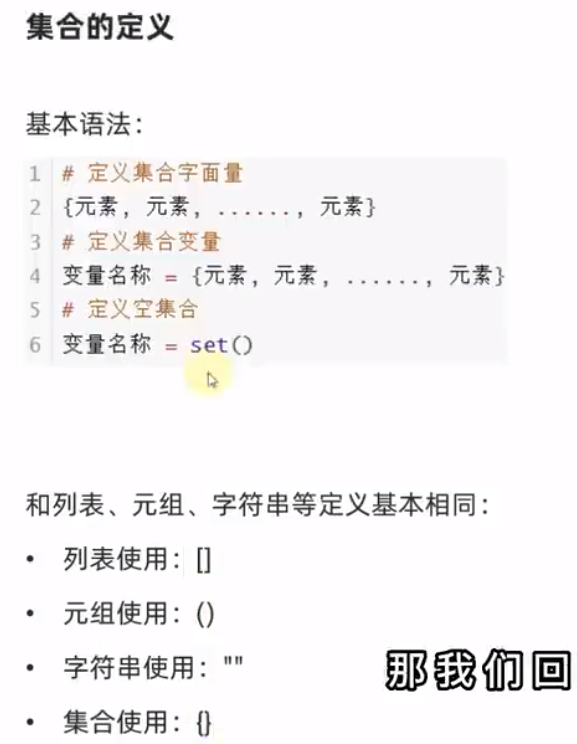 集合的定义
基本语法：
1 # 定义集合字面量
2 {元素, 元素, ......, 元素}
3 # 定义集合变量
4 变量名称 = {元素, 元素, ......, 元素}
5 # 定义空集合
6 变量名称 = set()
和列表、元组、字符串等定义基本相同：
• 列表使用：[]
• 元组使用：()
• 字符串使用：""
• 集合使用：{}
那我们回